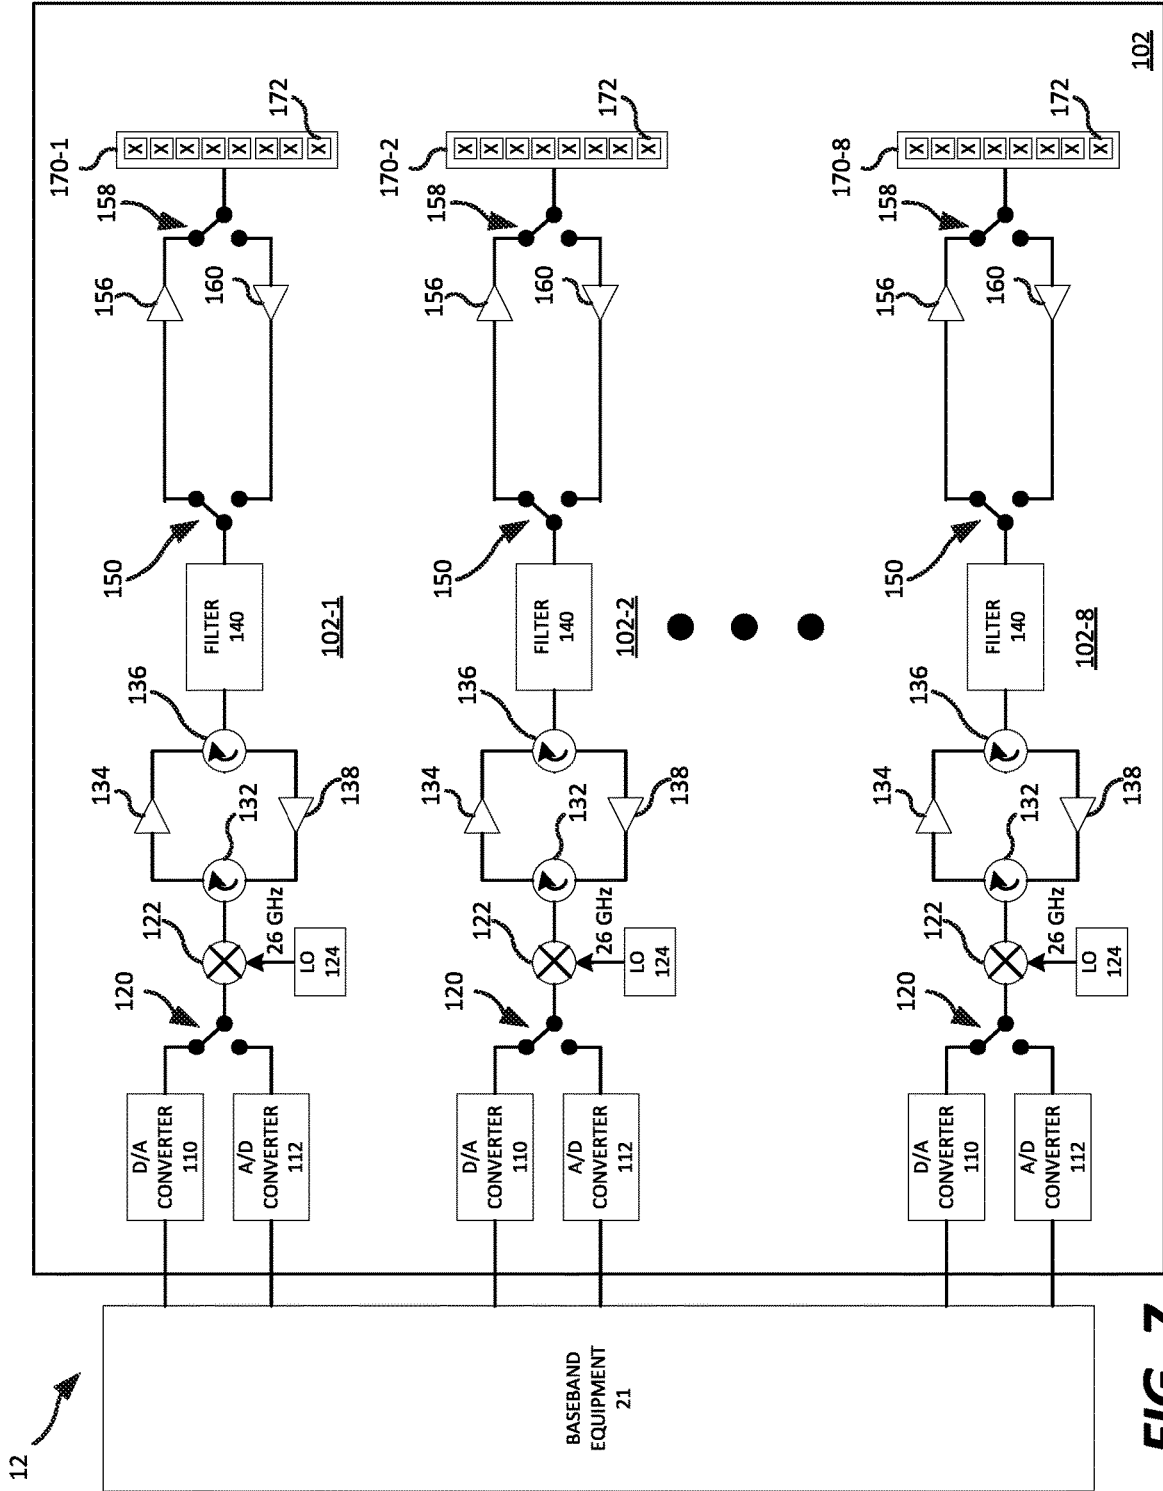 12
BASEBAND
EQUIPMENT
21
D/A
CONVERTER
110
A/D
CONVERTER
112
120
122
26 GHz
LO
124
132
134
136
138
FILTER
140
102-1
150
156
160
158
170-1
X X X X X X X X
172
D/A
CONVERTER
110
A/D
CONVERTER
112
120
122
26 GHz
LO
124
132
134
136
138
FILTER
140
102-2
150
156
160
158
170-2
X X X X X X X X
172
D/A
CONVERTER
110
A/D
CONVERTER
112
120
122
26 GHz
LO
124
132
134
136
138
FILTER
140
102-8
150
156
160
158
170-8
X X X X X X X X
172
102
FIG. 7